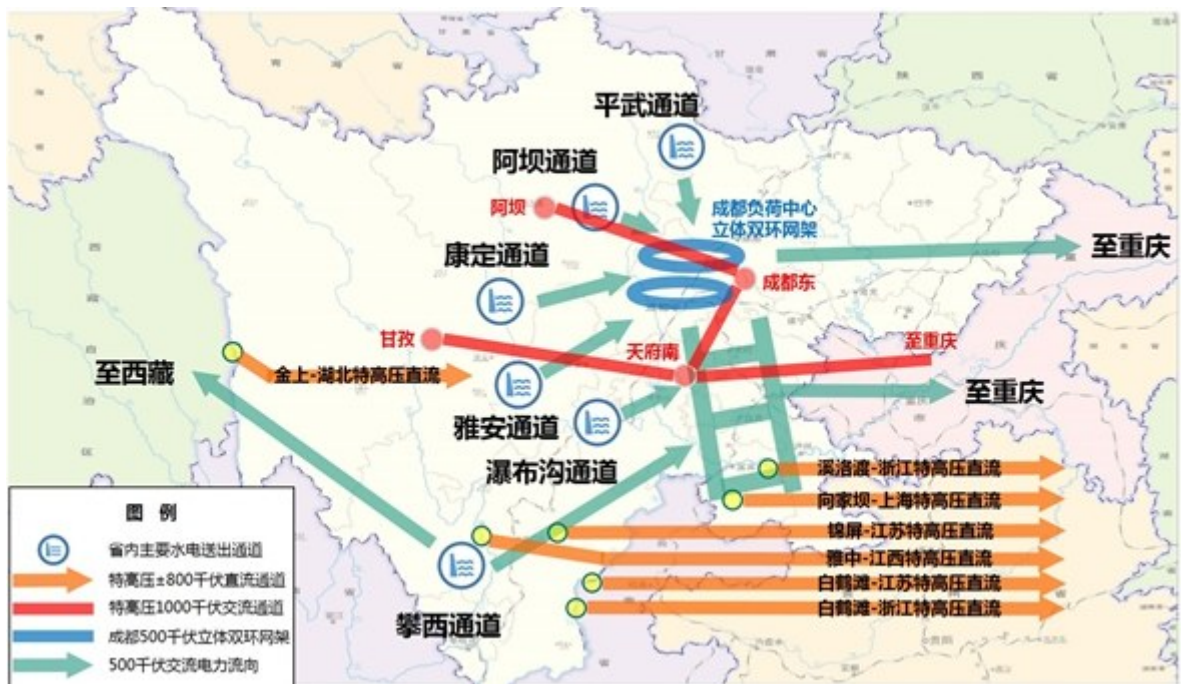 平武通道
阿坝通道
阿坝
成都负荷中心
立体双环网架
康定通道
至重庆
成都东
甘孜
天府南
至重庆
至西藏
金上-湖北特高压直流
至重庆
雅安通道
瀑布沟通道
溪洛渡-浙江特高压直流
向家坝-上海特高压直流
锦屏-江苏特高压直流
雅中-江西特高压直流
白鹤滩-江苏特高压直流
白鹤滩-浙江特高压直流
攀西通道
图 例
省内主要水电送出通道
特高压±800千伏直流通道
特高压1000千伏交流通道
成都500千伏立体双环网架
500千伏交流电力流向